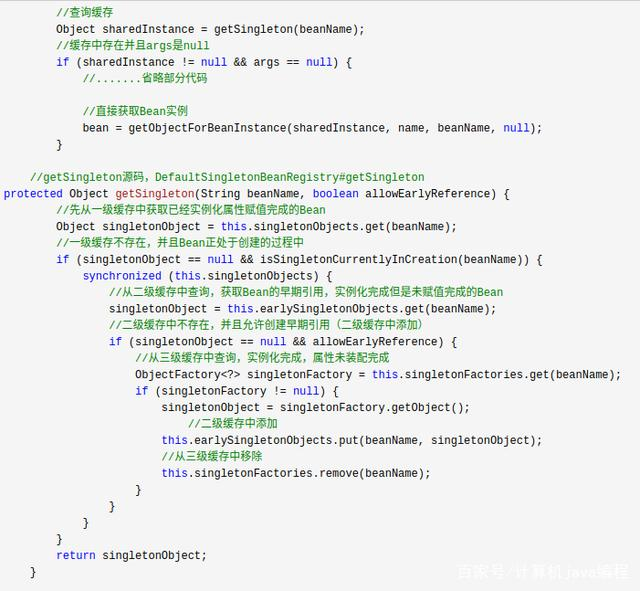 //查询缓存
Object sharedInstance = getSingleton(beanName);
//缓存中存在并且args是null
if (sharedInstance != null && args == null) {
//.......省略部分代码
//直接获取Bean实例
bean = getObjectForBeanInstance(sharedInstance, name, beanName, null);
}
//getSingleton源码，DefaultSingletonBeanRegistry#getSingleton
protected Object getSingleton(String beanName, boolean allowEarlyReference) {
//先从一级缓存中获取已经实例化属性赋值完成的Bean
Object singletonObject = this.singletonObjects.get(beanName);
//一级缓存不存在，并且Bean正处于创建的过程中
if (singletonObject == null && isSingletonCurrentlyInCreation(beanName)) {
synchronized (this.singletonObjects) {
//从二级缓存中查询，获取Bean的早期引用，实例化完成但是未赋值完成的Bean
singletonObject = this.earlySingletonObjects.get(beanName);
//二级缓存中不存在，并且允许创建早期引用（二级缓存中添加）
if (singletonObject == null && allowEarlyReference) {
//从三级缓存中查询，实例化完成，属性未装配完成
ObjectFactory<?> singletonFactory = this.singletonFactories.get(beanName);
if (singletonFactory != null) {
singletonObject = singletonFactory.getObject();
//二级缓存中添加
this.earlySingletonObjects.put(beanName, singletonObject);
//从三级缓存中移除
this.singletonFactories.remove(beanName);
}
}
}
}
return singletonObject;
}
百家号/计算机java编程